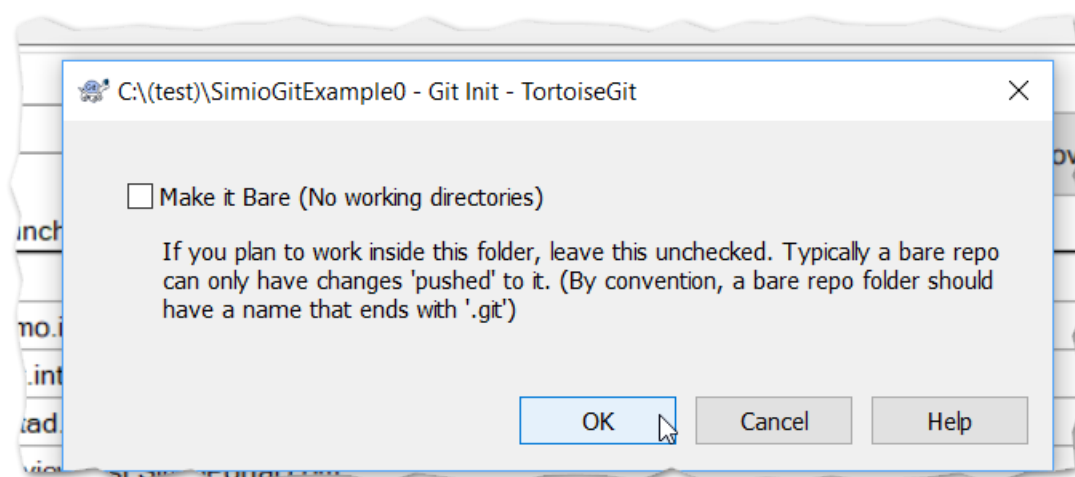 C:\(test)\SimioGitExample0 - Git Init - TortoiseGit
Make it Bare (No working directories)
If you plan to work inside this folder, leave this unchecked. Typically a bare repo
can only have changes 'pushed' to it. (By convention, a bare repo folder should
have a name that ends with '.git')
OK
Cancel
Help